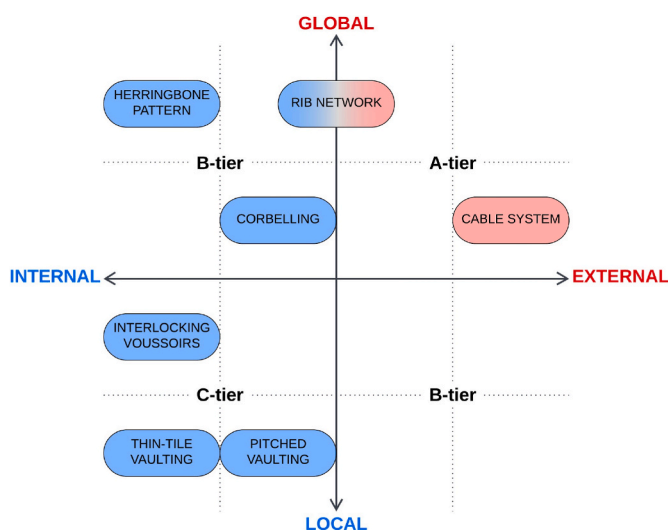 GLOBAL
HERRINGBONE
PATTERN
RIB NETWORK
B-tier
A-tier
CORBELLING
CABLE SYSTEM
INTERNAL
EXTERNAL
INTERLOCKING
VOUSSOIRS
C-tier
B-tier
THIN-TILE
VAULTING
PITCHED
VAULTING
LOCAL